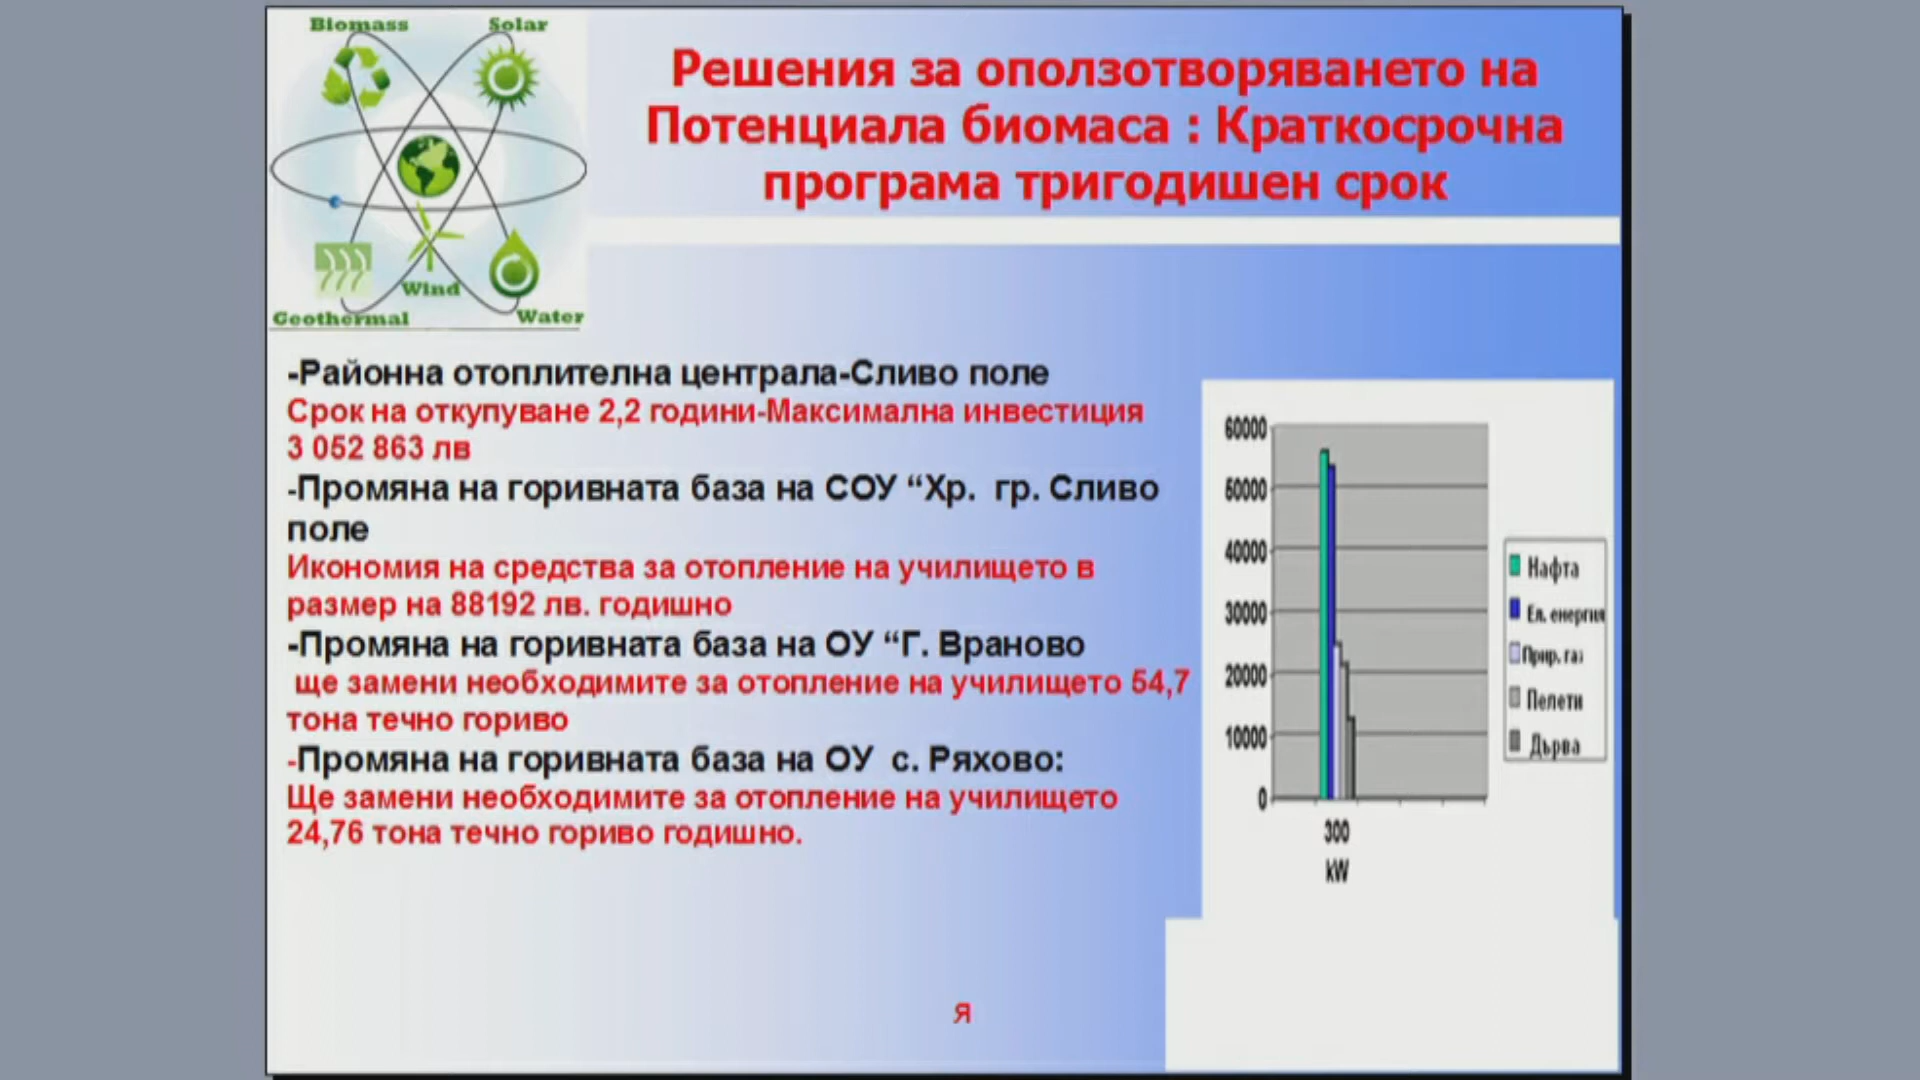 Biomass
Solar
Wind
Geothermal
Water
Решения за оползотворяването на
Потенциала биомаса : Краткосрочна
програма тригодишен срок
-Районна отоплителна централа-Сливо поле
Срок на откупуване 2,2 години-Максимална инвестиция
3 052 863 лв
-Промяна на горивната база на СОУ “Хр. гр. Сливо
поле
Икономия на средства за отопление на училището в
размер на 88192 лв. годишно
-Промяна на горивната база на ОУ “Г. Враново
ще замени необходимите за отопление на училището 54,7
тона течно гориво
-Промяна на горивната база на ОУ с. Ряхово:
Ще замени необходимите за отопление на училището
24,76 тона течно гориво годишно.
60000
50000
40000
30000
20000
10000
0
300
kW
Нафта
Ел. енергия
Прир. газ
Пелети
Дърва
я